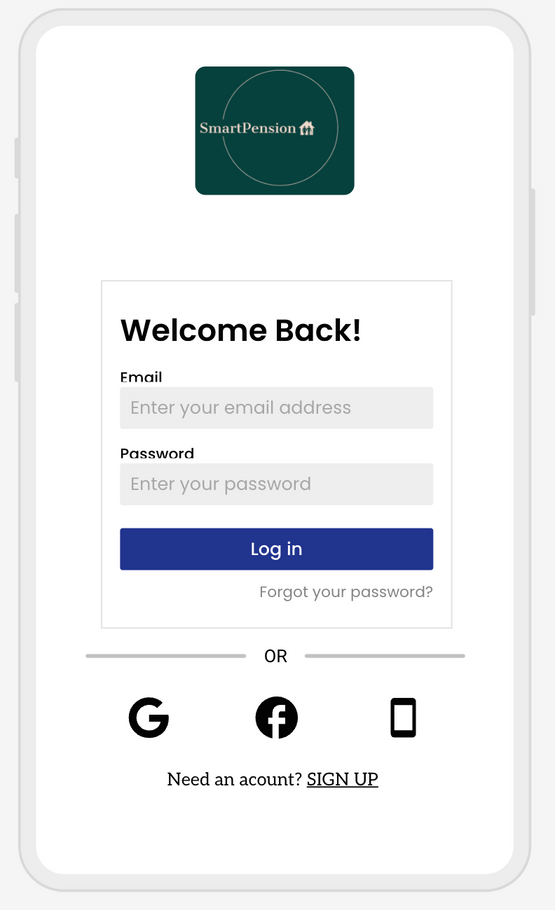 SmartPension
Welcome Back!
Email
Enter your email address
Password
Enter your password
Log in
Forgot your password?
OR
Need an acount? SIGN UP